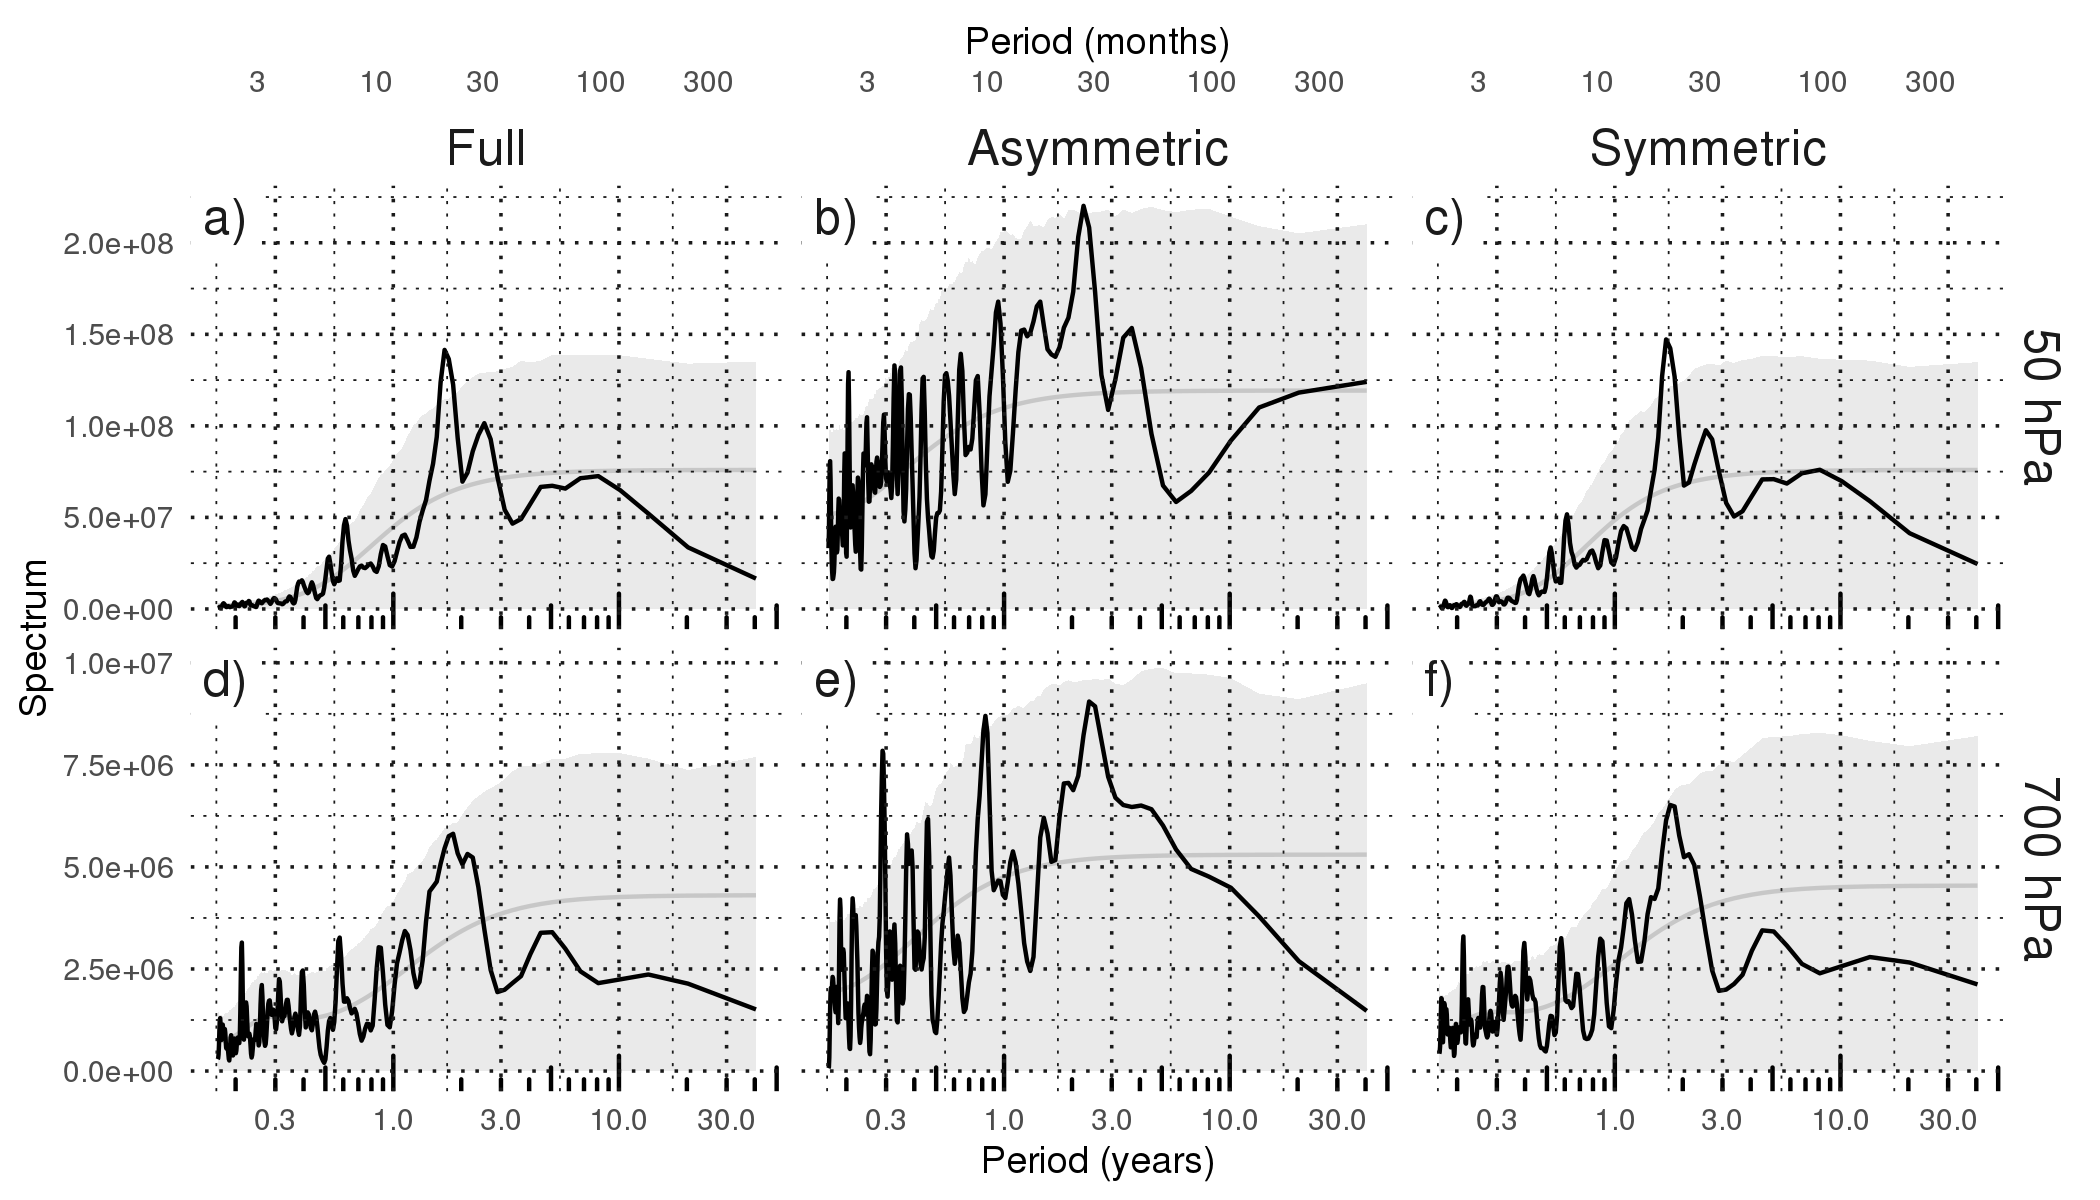 Period (months)
3 10 30 100 300 3 10 30 100 300 3 10 30 100 300
Full Asymmetric Symmetric
a) b) c)
2.0e+08
1.5e+08
1.0e+08
5.0e+07
0.0e+00
50 hPa
Spectrum
d) e) f)
1.0e+07
7.5e+06
5.0e+06
2.5e+06
0.0e+00
700 hPa
0.3 1.0 3.0 10.0 30.0 0.3 1.0 3.0 10.0 30.0 0.3 1.0 3.0 10.0 30.0
Period (years)